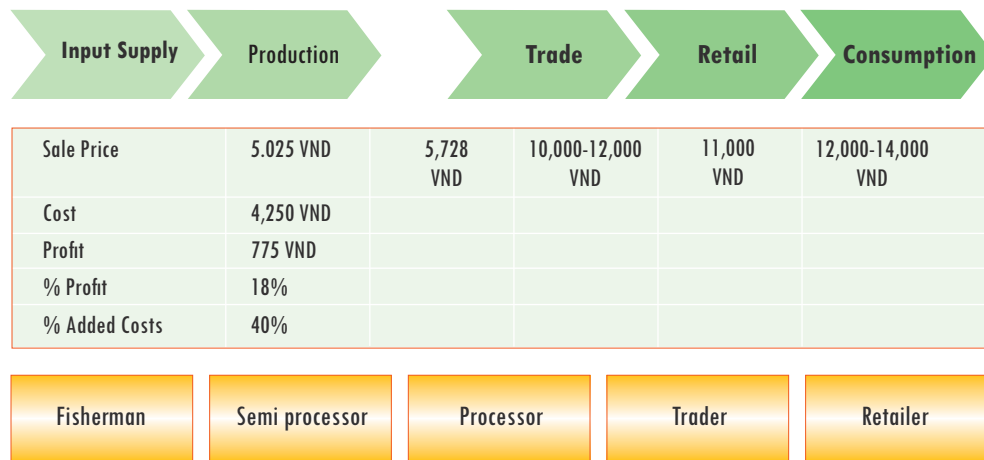 Input Supply
Production
Trade
Retail
Consumption
Sale Price 5.025 VND 5,728 10,000-12,000 11,000 12,000-14,000
VND VND VND VND
Cost 4,250 VND
Profit 775 VND
% Profit 18%
% Added Costs 40%
Fisherman
Semi processor
Processor
Trader
Retailer